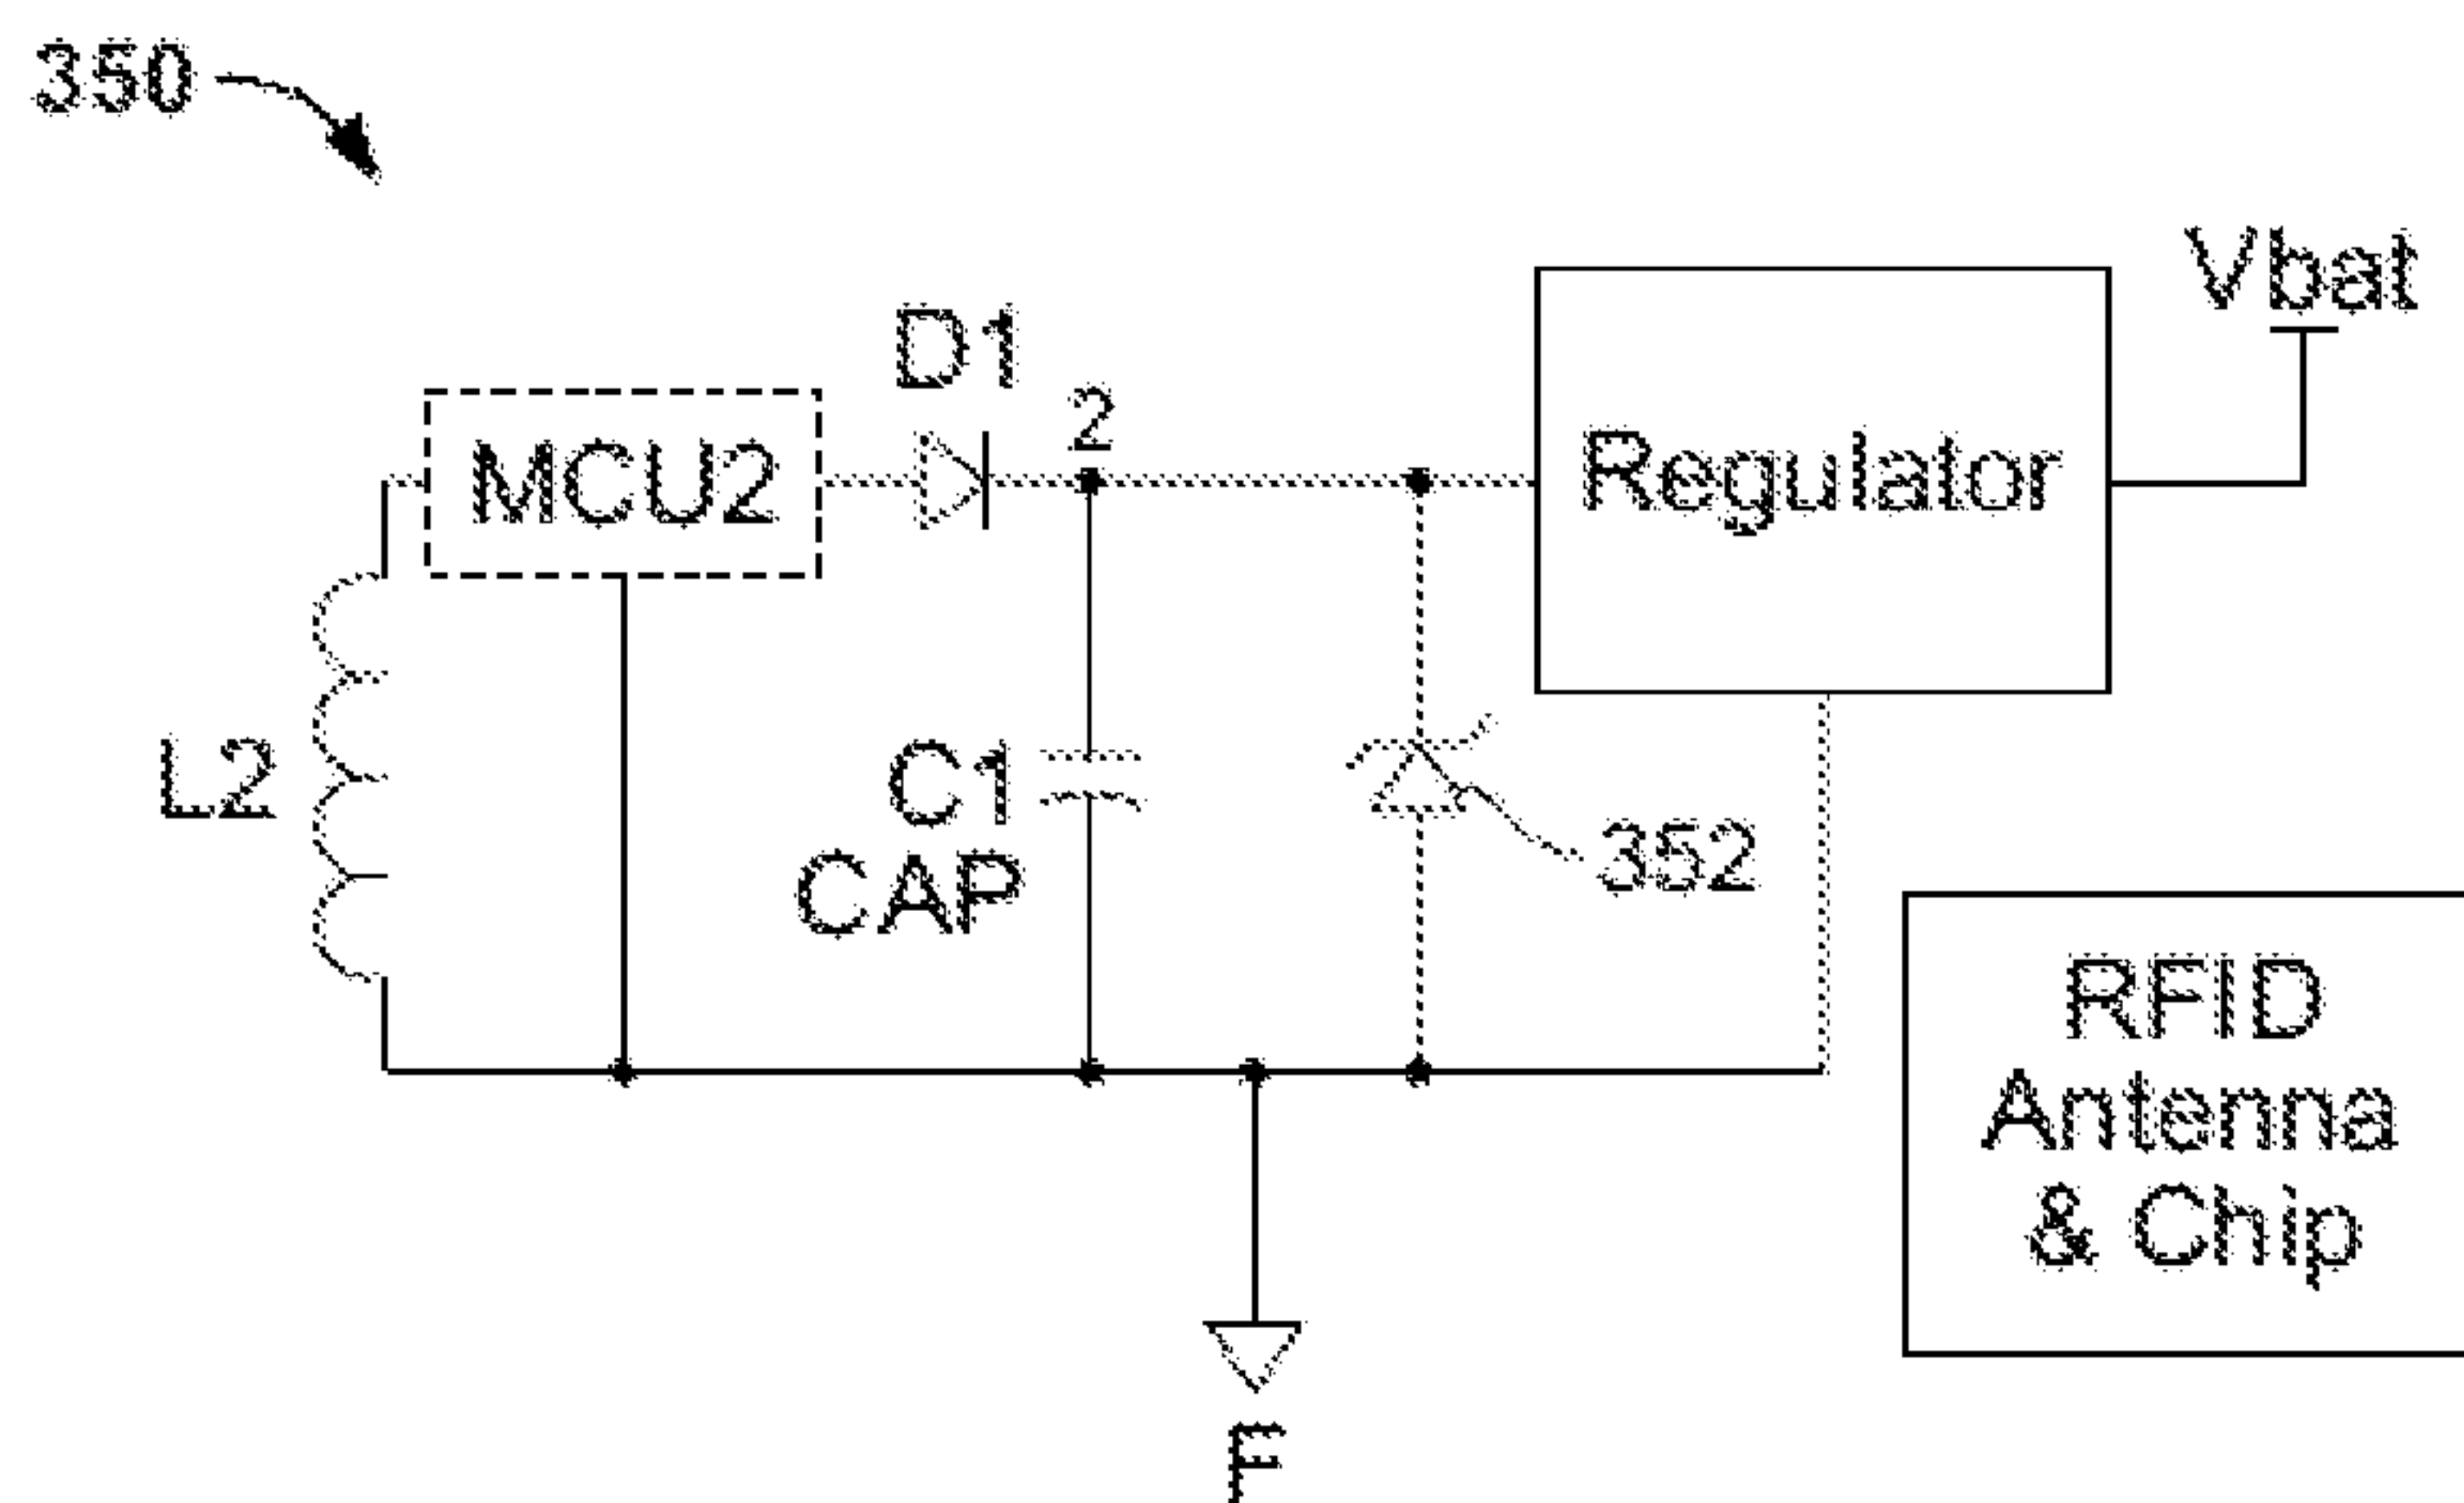 350
Vbat
D1
2
MCU2
Regulator
L2
C1
CAP
352
RFID
Antenna
& Chip